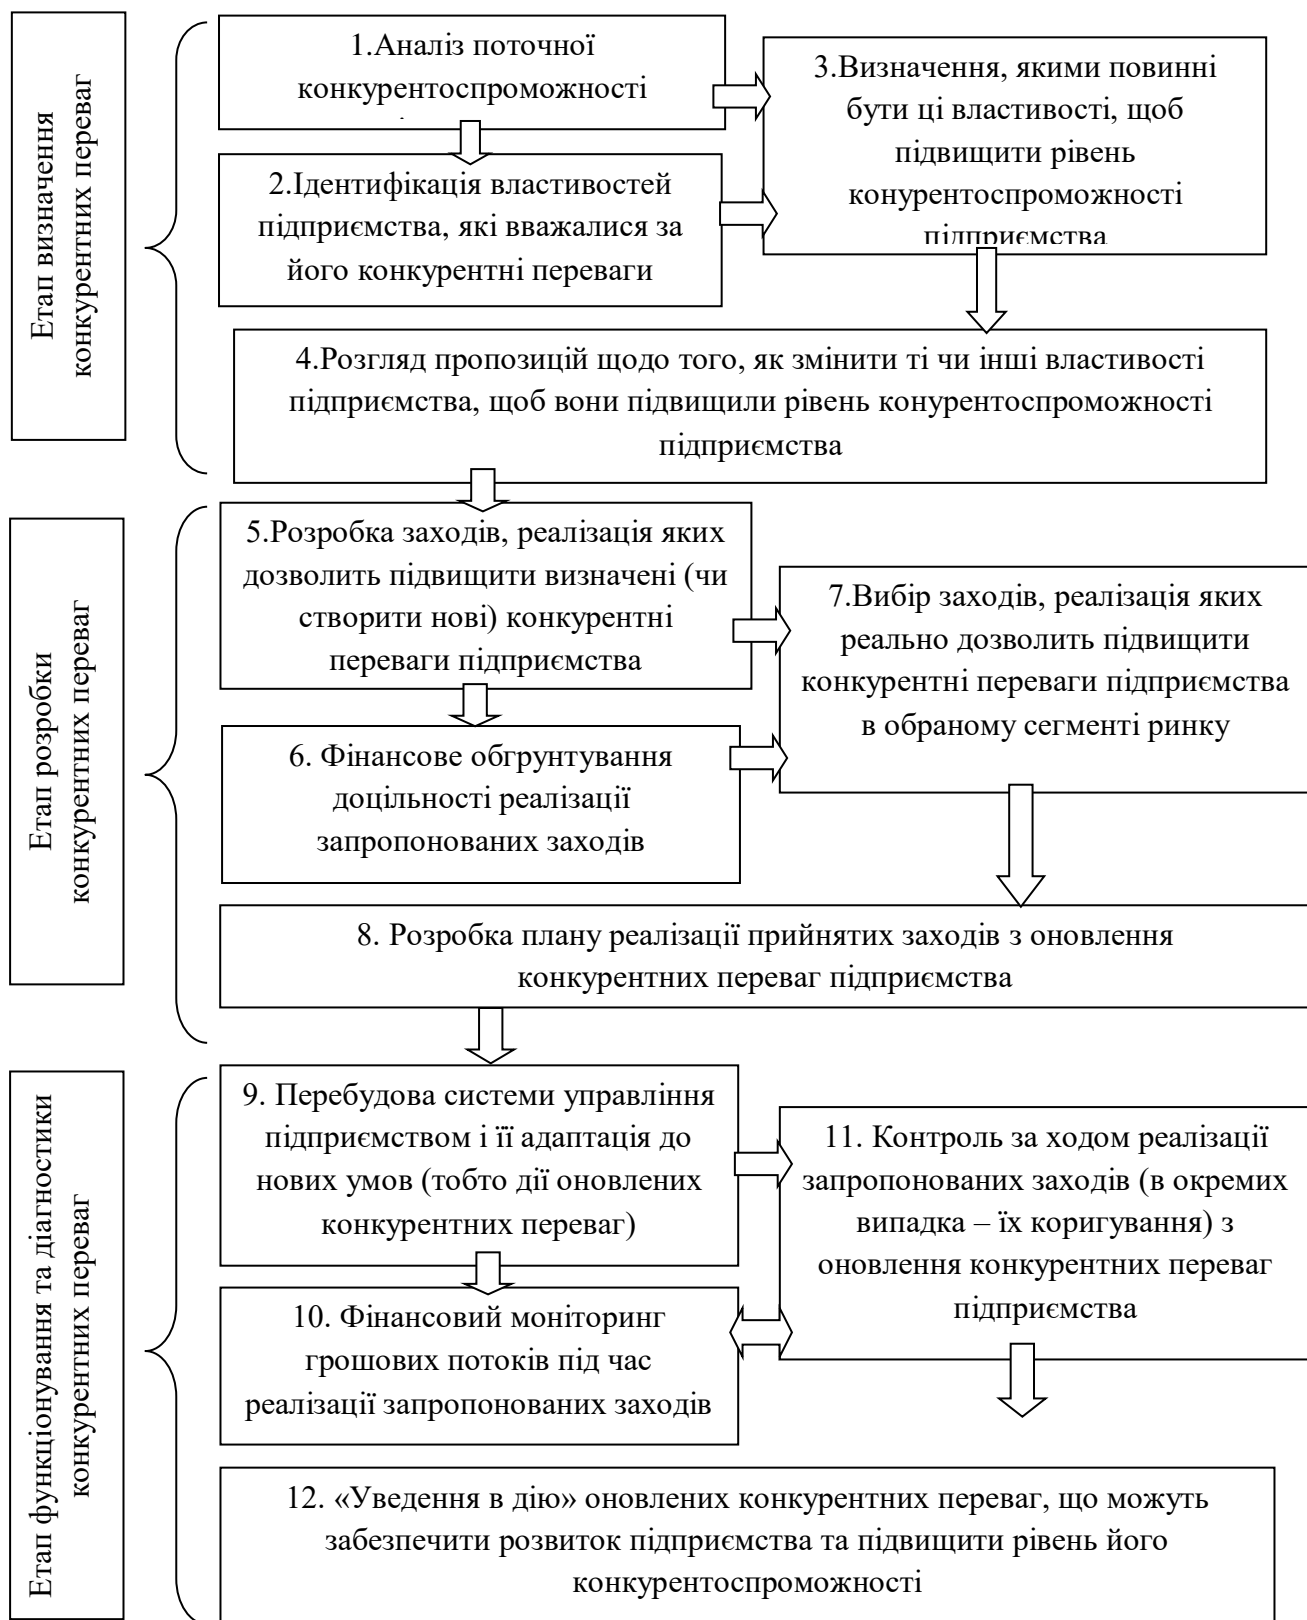 Етап визначення
конкурентних переваг
1.Аналіз поточної
конкурентоспроможності
2.Ідентифікація властивостей
підприємства, які вважалися за
його конкурентні переваги
3.Визначення, якими повинні
бути ці властивості, щоб
підвищити рівень
конурентоспроможності
підприємства
4.Розгляд пропозицій щодо того, як змінити ті чи інші властивості
підприємства, щоб вони підвищили рівень конурентоспроможності
підприємства
Етап розробки
конкурентних переваг
5.Розробка заходів, реалізація яких
дозволить підвищити визначені (чи
створити нові) конкурентні
переваги підприємства
6. Фінансове обгрунтування
доцільності реалізації
запропонованих заходів
7.Вибір заходів, реалізація яких
реально дозволить підвищити
конкурентні переваги підприємства
в обраному сегменті ринку
8. Розробка плану реалізації прийнятих заходів з оновлення
конкурентних переваг підприємства
Етап функціонування та діагностики
конкурентних переваг
9. Перебудова системи управління
підприємством і її адаптація до
нових умов (тобто дії оновлених
конкурентних переваг)
10. Фінансовий моніторинг
грошових потоків під час
реалізації запропонованих заходів
11. Контроль за ходом реалізації
запропонованих заходів (в окремих
випадка – їх коригування) з
оновлення конкурентних переваг
підприємства
12. «Уведення в дію» оновлених конкурентних переваг, що можуть
забезпечити розвиток підприємства та підвищити рівень його
конкурентоспроможності